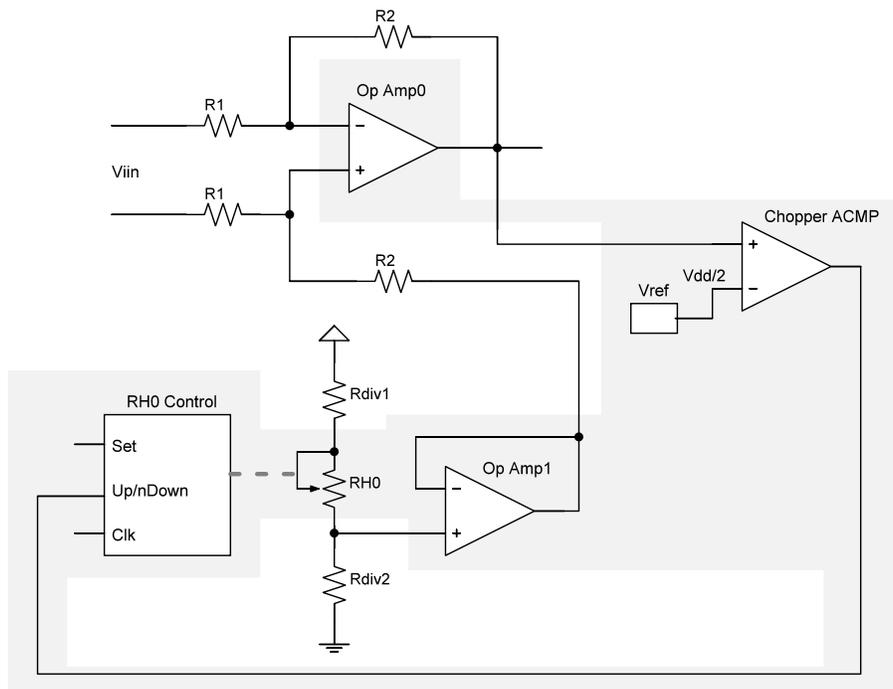 R2
Op Amp0
R1
−
+
Viin
R1
Chopper ACMP
+
R2
Vdd/2
−
Vref
Rdiv1
RH0 Control
Set
Op Amp1
RH0
Up/nDown
−
Clk
+
Rdiv2